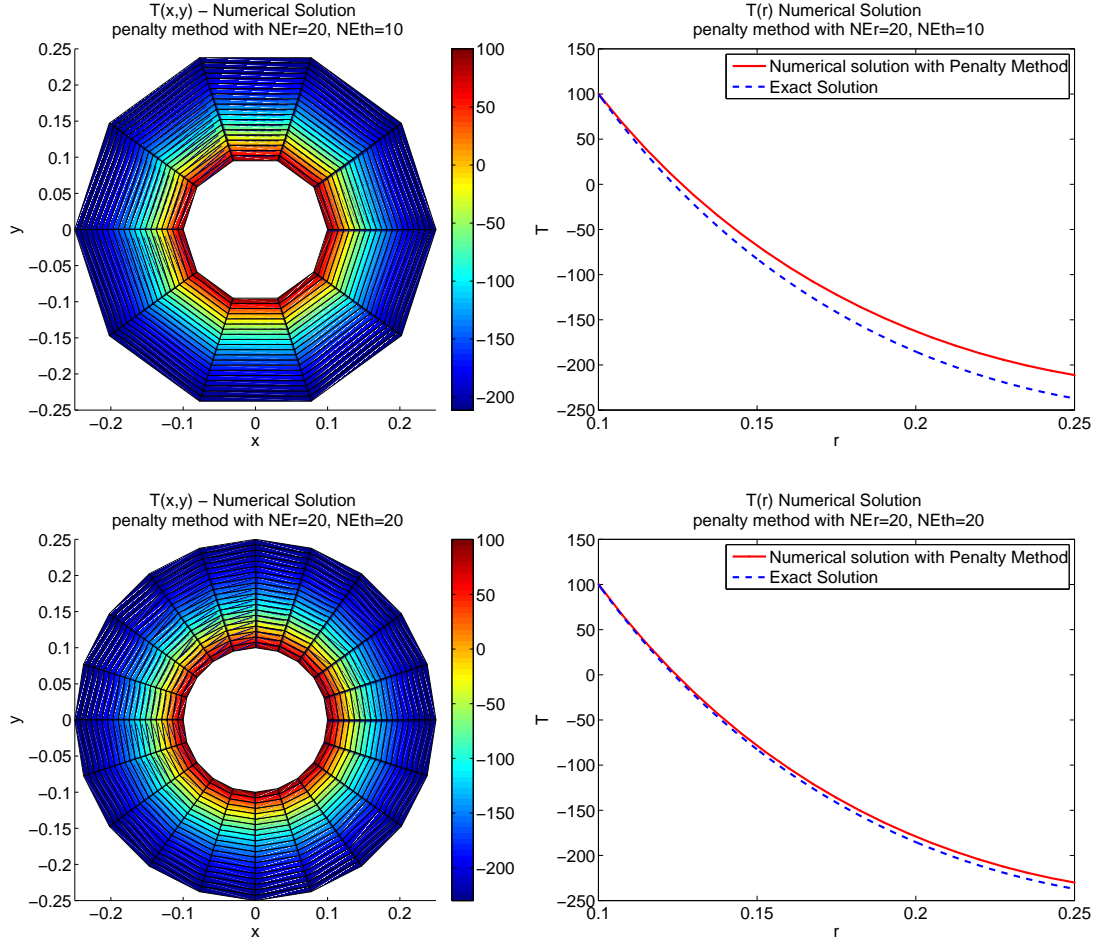 T(x,y) − Numerical Solution
penalty method with NEr=20, NEth=10
0.25
0.2
0.15
0.1
0.05
0
−0.05
−0.1
−0.15
−0.2
−0.25
y
−0.2 −0.1 0 0.1 0.2
x
100
50
0
−50
−100
−150
−200
T(r) Numerical Solution
penalty method with NEr=20, NEth=10
150
100
50
0
−50
−100
−150
−200
−250
T
Numerical solution with Penalty Method
Exact Solution
0.1 0.15 0.2 0.25
r
T(x,y) − Numerical Solution
penalty method with NEr=20, NEth=20
0.25
0.2
0.15
0.1
0.05
0
−0.05
−0.1
−0.15
−0.2
−0.25
y
−0.2 −0.1 0 0.1 0.2
x
100
50
0
−50
−100
−150
−200
T(r) Numerical Solution
penalty method with NEr=20, NEth=20
150
100
50
0
−50
−100
−150
−200
−250
T
Numerical solution with Penalty Method
Exact Solution
0.1 0.15 0.2 0.25
r